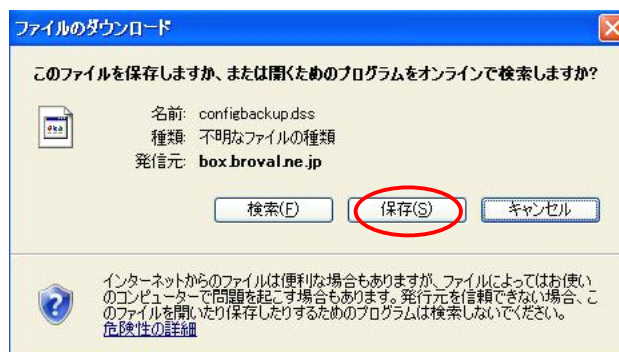 ファイルのダウンロード
このファイルを保存しますか、または開くためのプログラムをオンラインで検索しますか?
名前: configbackup.dss
種類: 不明なファイルの種類
発信元: box.broval.ne.jp
検索(F) 保存(S) キャンセル
インターネットからのファイルは便利な場合もありますが、ファイルによってはお使い
のコンピューターで問題を起こす場合もあります。発行元を信頼できない場合、こ
のファイルを開いたり保存したりするためのプログラムは検索しないでください。
危険性の詳細